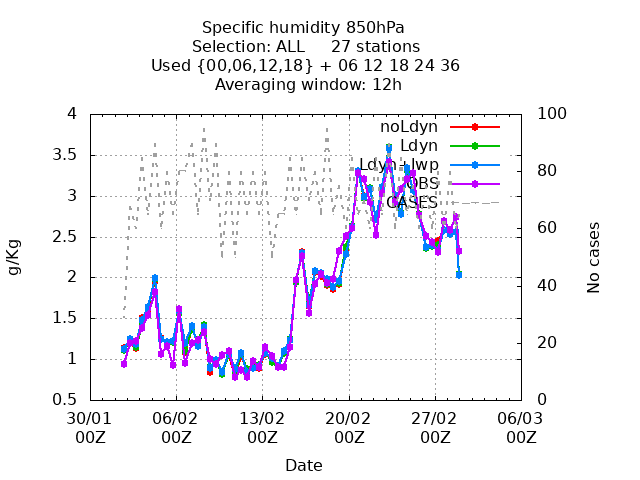 Specific humidity 850hPa
Selection: ALL 27 stations
Used {00,06,12,18} + 06 12 18 24 36
Averaging window: 12h
4
3.5
3
2.5
2
1.5
1
0.5
g/Kg
100
80
60
40
20
0
No cases
noLdyn
Ldyn
Ldyn+lwp
OBS
CASES
30/01 06/02 13/02 20/02 27/02 06/03
00Z 00Z 00Z 00Z 00Z 00Z
Date